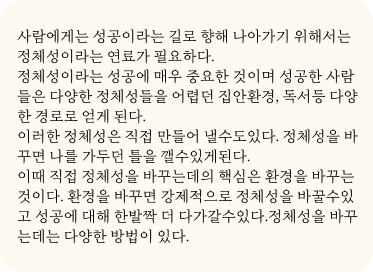 사람에게는 성공이라는 길로 향해 나아가기 위해서는
정체성이라는 연료가 필요하다.
정체성이라는 성공에 매우 중요한 것이며 성공한 사람
들은 다양한 정체성들을 어렵던 집안환경, 독서등 다양
한 경로로 얻게 된다.
이러한 정체성은 직접 만들어 낼수도있다. 정체성을 바
꾸면 나를 가두던 틀을 깰수있게된다.
이때 직접 정체성을 바꾸는데의 핵심은 환경을 바꾸는
것이다. 환경을 바꾸면 강제적으로 정체성을 바꿀수있
고 성공에 대해 한발짝 더 다가갈수있다.정체성을 바꾸
는데는 다양한 방법이 있다.